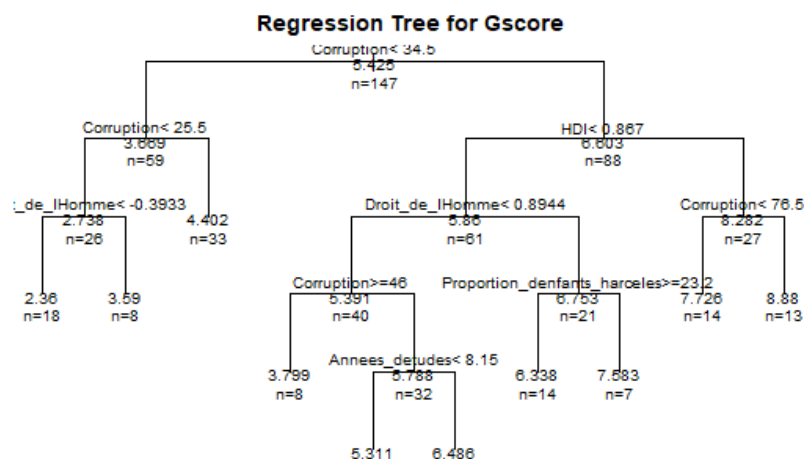 Regression Tree for Gscore
Corruption< 34.5
5.425
n=147
Corruption< 25.5
HDI< 0.867
3.669
6.603
n=59
n=88
:_de_lHomme< -0.3933
Droit_de_lHomme< 0.8944
Corruption< 76.5
2.738
4.402
5.86
8.282
n=26
n=33
n=61
n=27
Corruption>=46
Proportion_denfants_harceles>=23.2
2.36
3.59
5.391
6.753
7.726
8.88
n=18
n=8
n=40
n=21
n=14
n=13
Annees_detudes< 8.15
3.799
5.788
6.338
7.583
n=8
n=32
n=14
n=7
5.311
6.486